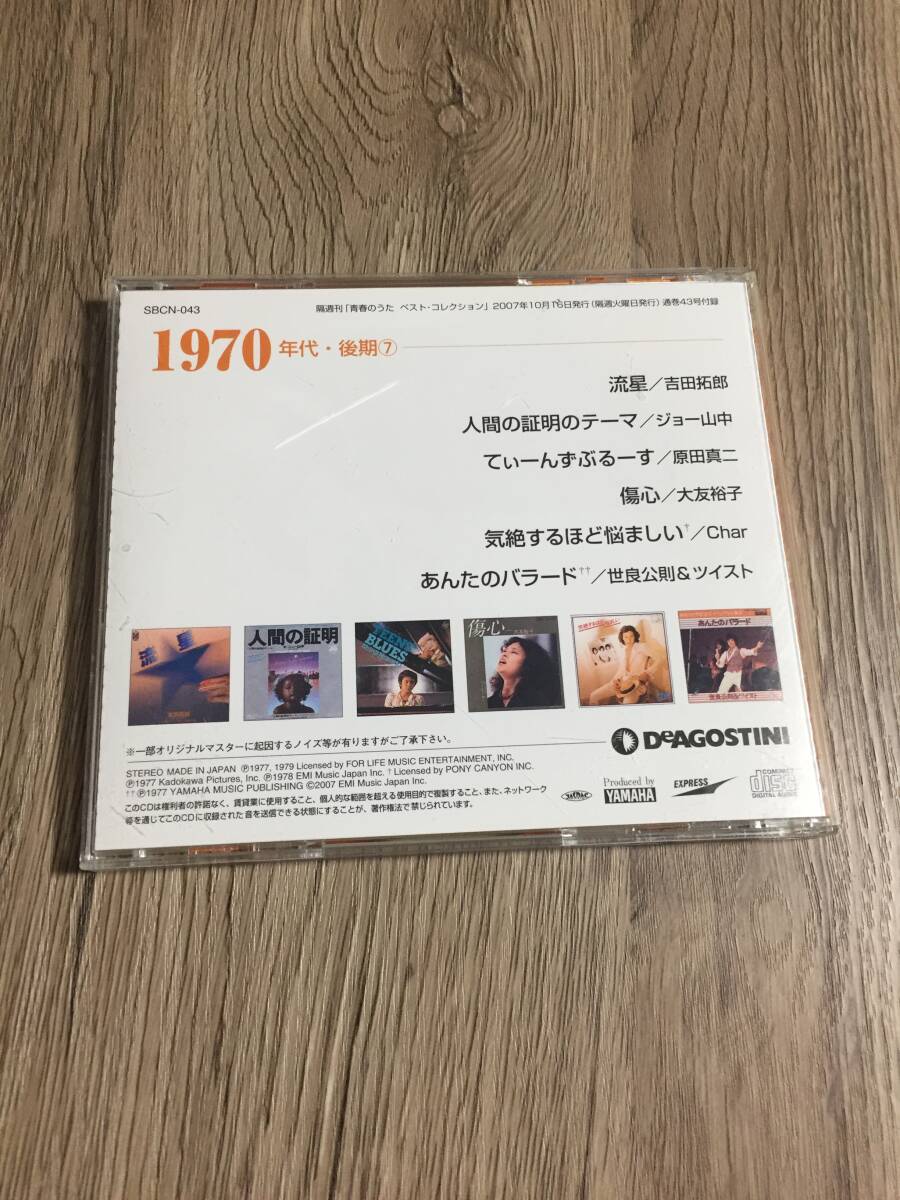 SBCN-043
隔週刊「青春のうた ベスト・コレクション」2007年10月16日発行（隔週火曜日発行）通巻43号付録
1970年代・後期⑦
流星／吉田拓郎
人間の証明のテーマ／ジョー山中
てぃーんずぶるーす／原田真二
傷心／大友裕子
気絶するほど悩ましい†／Char
あんたのバラード††／世良公則＆ツイスト
流星
人間の証明
TEENS
BLUES
傷心
あんたのバラード
世良公則&ツイスト
※一部オリジナルマスターに起因するノイズ等が有りますがご了承下さい。
DeAGOSTINI
STEREO MADE IN JAPAN ℗1977, 1979 Licensed by FOR LIFE MUSIC ENTERTAINMENT, INC.
℗1977 Kadokawa Pictures, Inc. ℗1978 EMI Music Japan Inc. † Licensed by PONY CANYON INC.
†† ℗1977 YAMAHA MUSIC PUBLISHING ©2007 EMI Music Japan Inc.
このCDは権利者の許諾なく、賃貸業に使用すること、個人的な範囲を超える使用目的で複製すること、また、ネットワーク
等を通じてこのCDに収録された音を送信できる状態にすることが、著作権法で禁じられています。
Produced by
YAMAHA
EXPRESS
COMPACT
disc
DIGITAL AUDIO